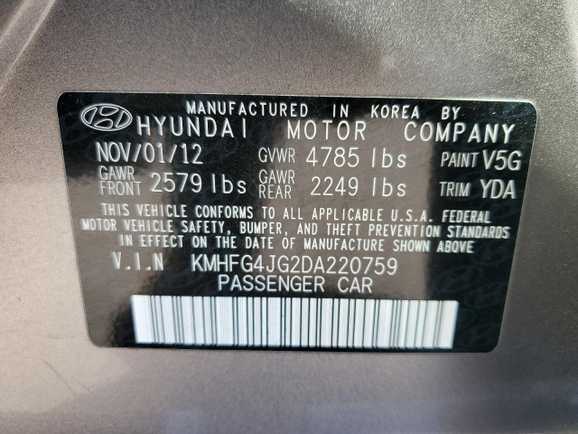 MANUFACTURED IN KOREA BY
HYUNDAI MOTOR COMPANY
NOV/01/12 GVWR 4785 lbs PAINT V5G
GAWR FRONT 2579 lbs GAWR REAR 2249 lbs TRIM YDA
THIS VEHICLE CONFORMS TO ALL APPLICABLE U.S.A. FEDERAL
MOTOR VEHICLE SAFETY, BUMPER, AND THEFT PREVENTION STANDARDS
IN EFFECT ON THE DATE OF MANUFACTURE SHOWN ABOVE.
V.I.N KMHFG4JG2DA220759
PASSENGER CAR